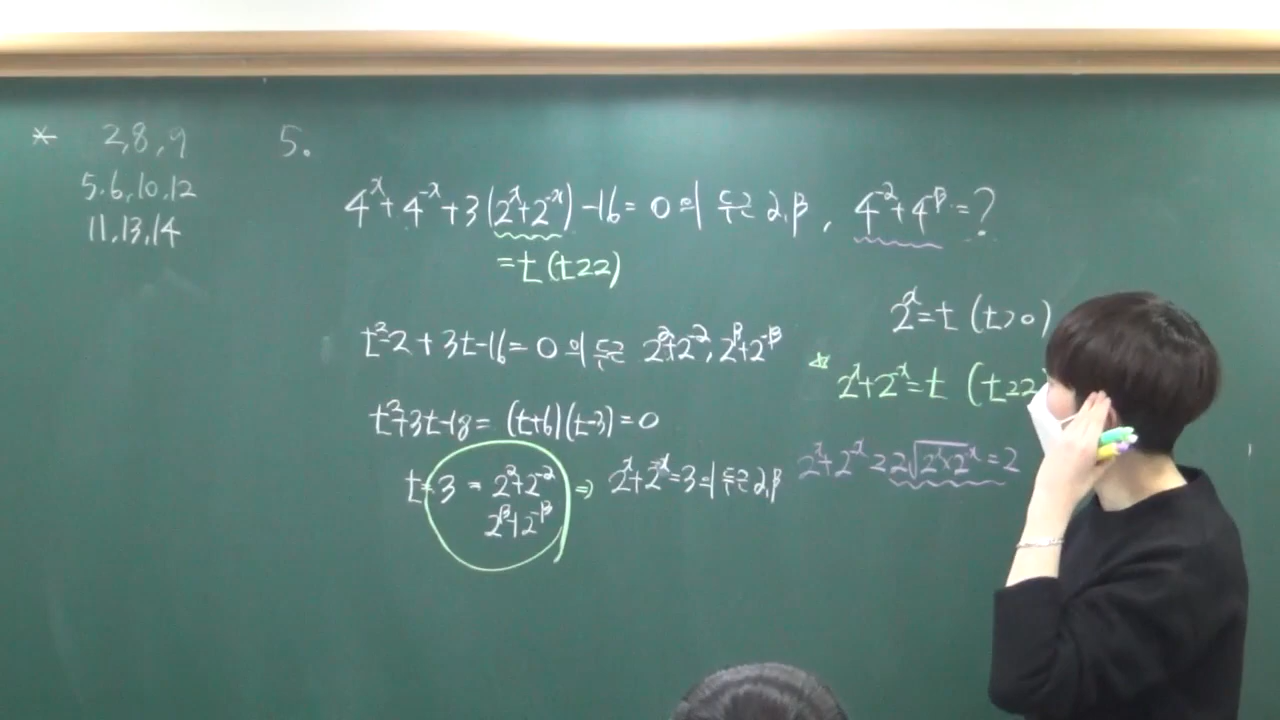 * 2,8,9
5.6,10,12
11,13,14
5.
4^x+4^-x+3(2^x+2^-x)-16=0의 두근 α,β, 4^-α+4^-β=?
=t (t≥2)
t²-2+3t-16=0의 두근 2^α+2^-α, 2^β+2^-β
t²+3t-18=(t+6)(t-3)=0
t=3=2^α+2^-α
2^β+2^-β
⇒ 2^x+2^-x=3의 두근 α,β
2^x=t (t>0)
☆ 2^x+2^-x=t (t≥2
2^x+2^-x≥2√2^x×2^-x=2